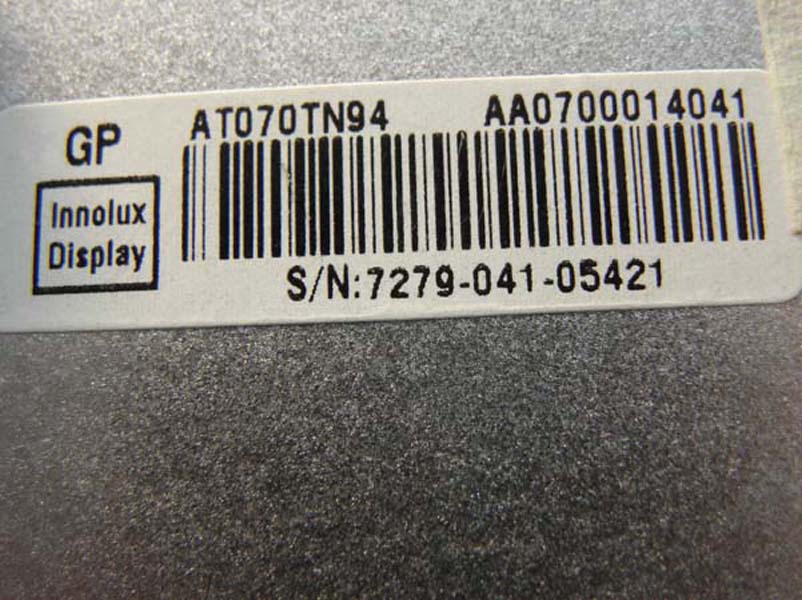 GP
AT070TN94 AA0700014041
Innolux
Display
S/N:7279-041-05421